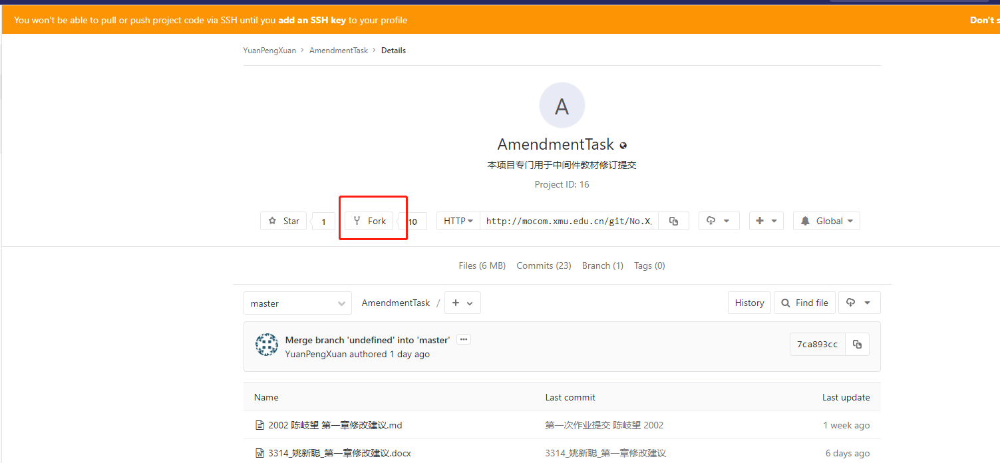 You won't be able to pull or push project code via SSH until you add an SSH key to your profile
Don't s
YuanPengXuan > AmendmentTask > Details
A
AmendmentTask
本项目专门用于中间件教材修订提交
Project ID: 16
Star 1 Fork 10 HTTP http://mocom.xmu.edu.cn/git/No.X, Global
Files (6 MB) Commits (23) Branch (1) Tags (0)
master AmendmentTask / + History Find file
Merge branch 'undefined' into 'master' ···
YuanPengXuan authored 1 day ago
7ca893cc
Name Last commit Last update
2002 陈岐望 第一章修改建议.md 第一次作业提交 陈岐望 2002 1 week ago
3314_姚新聪_第一章修改建议.docx 3314_姚新聪_第一章修改建议 6 days ago